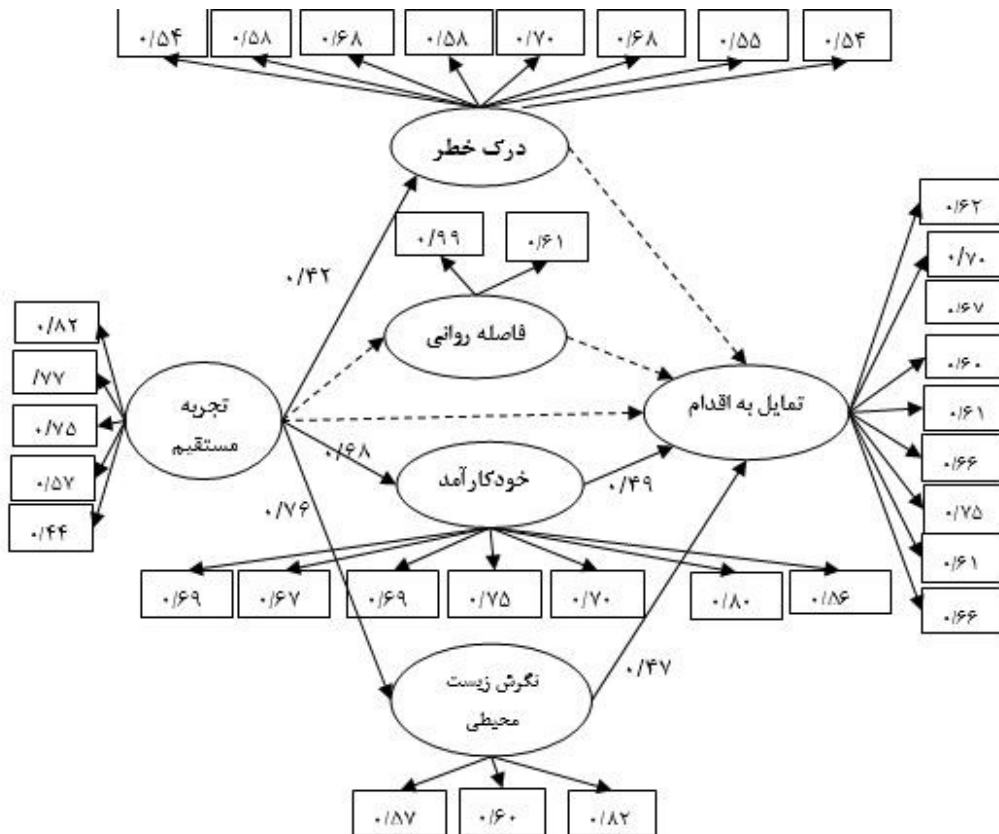 ۰/۵۴ ۰/۵۸ ۰/۶۸ ۰/۵۸ ۰/۷۰ ۰/۶۸ ۰/۵۵ ۰/۵۴
درک خطر
۰/۹۹ ۰/۶۱
۰/۴۲
فاصله روانی
۰/۸۲
/۷۷
۰/۷۵
۰/۵۷
۰/۴۴
تجربه
مستقیم
تمایل به اقدام
۰/۶۲
۰/۷۰
۰/۶۷
۰/۶۰
۰/۶۱
۰/۶۶
۰/۷۵
۰/۶۱
۰/۶۶
۰/۶۸
خودکارآمد
۰/۴۹
۰/۷۶
۰/۶۹ ۰/۶۷ ۰/۶۹ ۰/۷۵ ۰/۷۰ ۰/۸۰ ۰/۵۶
نگرش زیست
محیطی
۰/۴۷
۰/۵۷ ۰/۶۰ ۰/۸۲